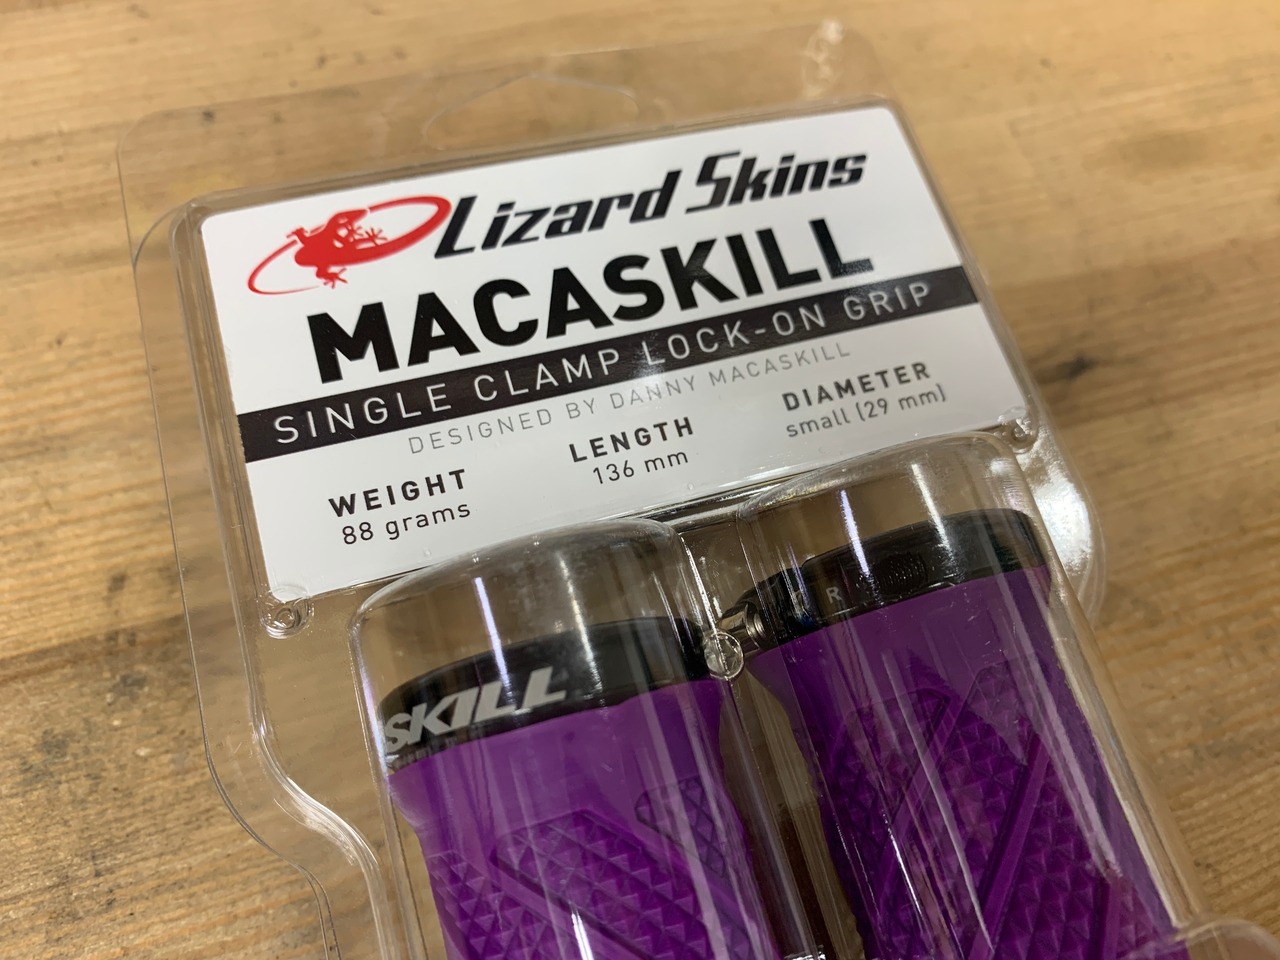 Lizard Skins
MACASKILL
SINGLE CLAMP LOCK-ON GRIP
DESIGNED BY DANNY MACASKILL
WEIGHT
88 grams
LENGTH
136 mm
DIAMETER
small (29 mm)
SKILL
R